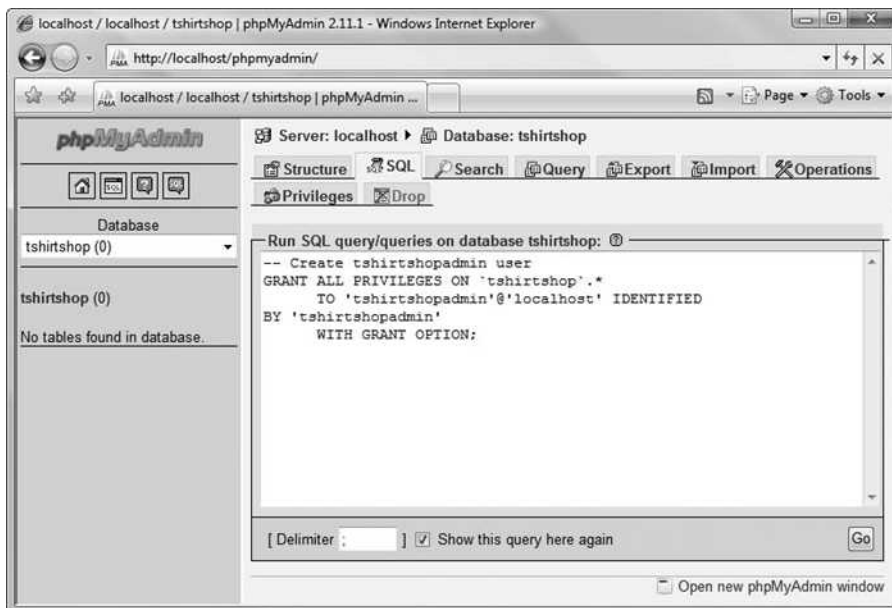 localhost / localhost / tshirtshop | phpMyAdmin 2.11.1 - Windows Internet Explorer
http://localhost/phpmyadmin/
localhost / localhost / tshirtshop | phpMyAdmin ...
Page
Tools
phpMyAdmin
Server: localhost
Database: tshirtshop
Structure
SQL
Search
Query
Export
Import
Operations
Privileges
Drop
Database
tshirtshop (0)
tshirtshop (0)
No tables found in database.
Run SQL query/queries on database tshirtshop:
-- Create tshirtshopadmin user
GRANT ALL PRIVILEGES ON `tshirtshop`.*
TO 'tshirtshopadmin'@'localhost' IDENTIFIED
BY 'tshirtshopadmin'
WITH GRANT OPTION;
[ Delimiter ; ] Show this query here again
Go
Open new phpMyAdmin window